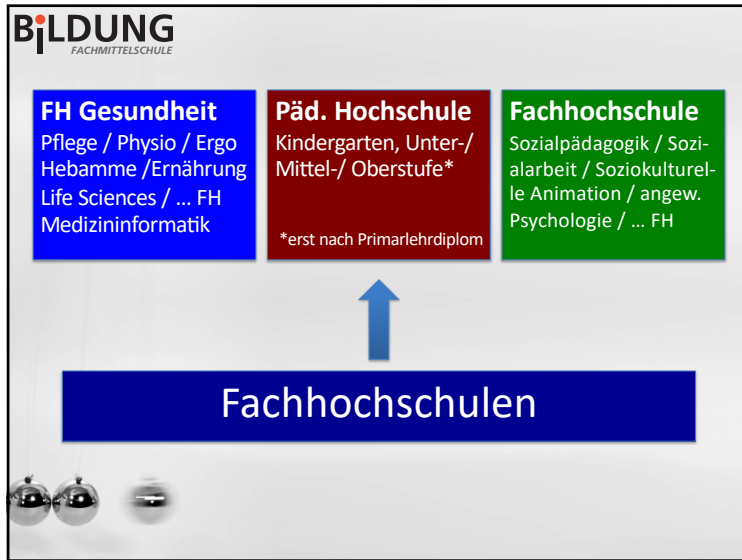 BiLDUNG
FACHMITTELSCHULE
FH Gesundheit
Pflege / Physio / Ergo
Hebamme /Ernährung
Life Sciences / ... FH
Medizininformatik
Päd. Hochschule
Kindergarten, Unter-/
Mittel-/ Oberstufe*
*erst nach Primarlehrdiplom
Fachhochschule
Sozialpädagogik / Sozi-
alarbeit / Soziokulturel-
le Animation / angew.
Psychologie / ... FH
Fachhochschulen